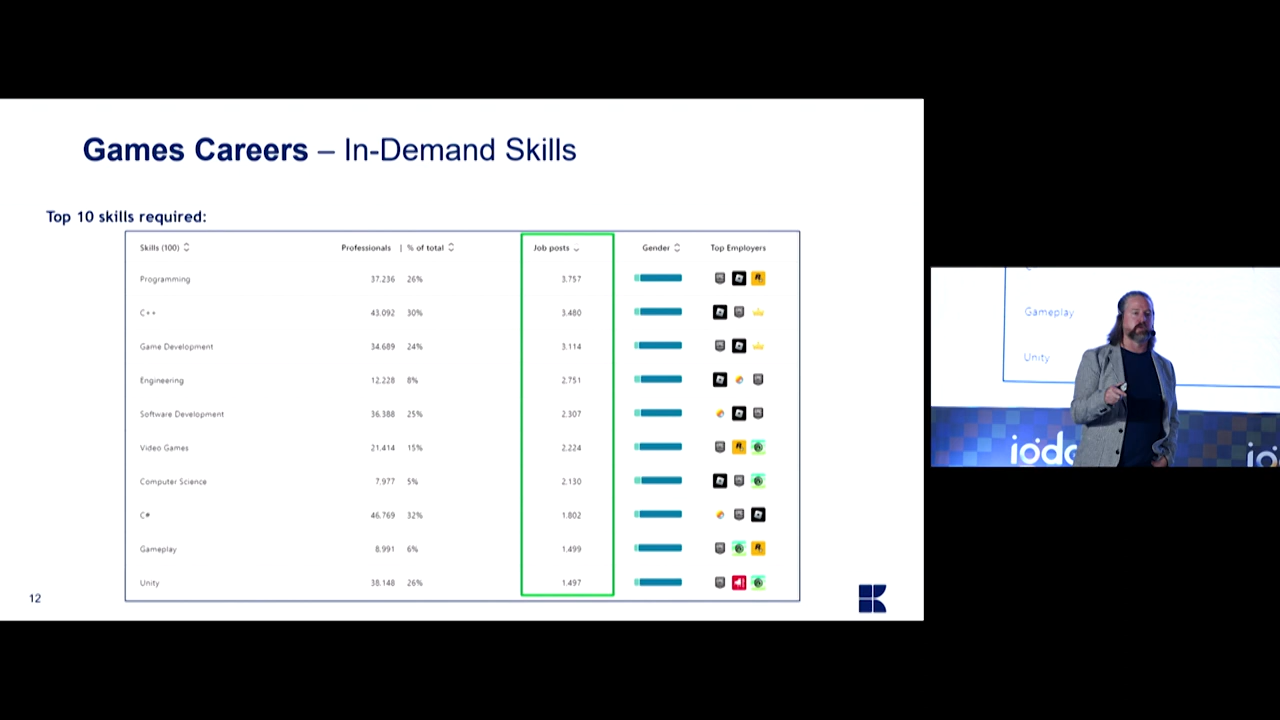 Games Careers – In-Demand Skills
Top 10 skills required:
Skills (100) Professionals | % of total Job posts Gender Top Employers
Programming 37.236 26% 3.757
C++ 43.092 30% 3.480
Game Development 34.689 24% 3.114
Engineering 12.228 8% 2.751
Software Development 36.388 25% 2.307
Video Games 21.414 15% 2.224
Computer Science 7.977 5% 2.130
C# 46.769 32% 1.802
Gameplay 8.991 6% 1.499
Unity 38.148 26% 1.497
12
Gameplay
Unity